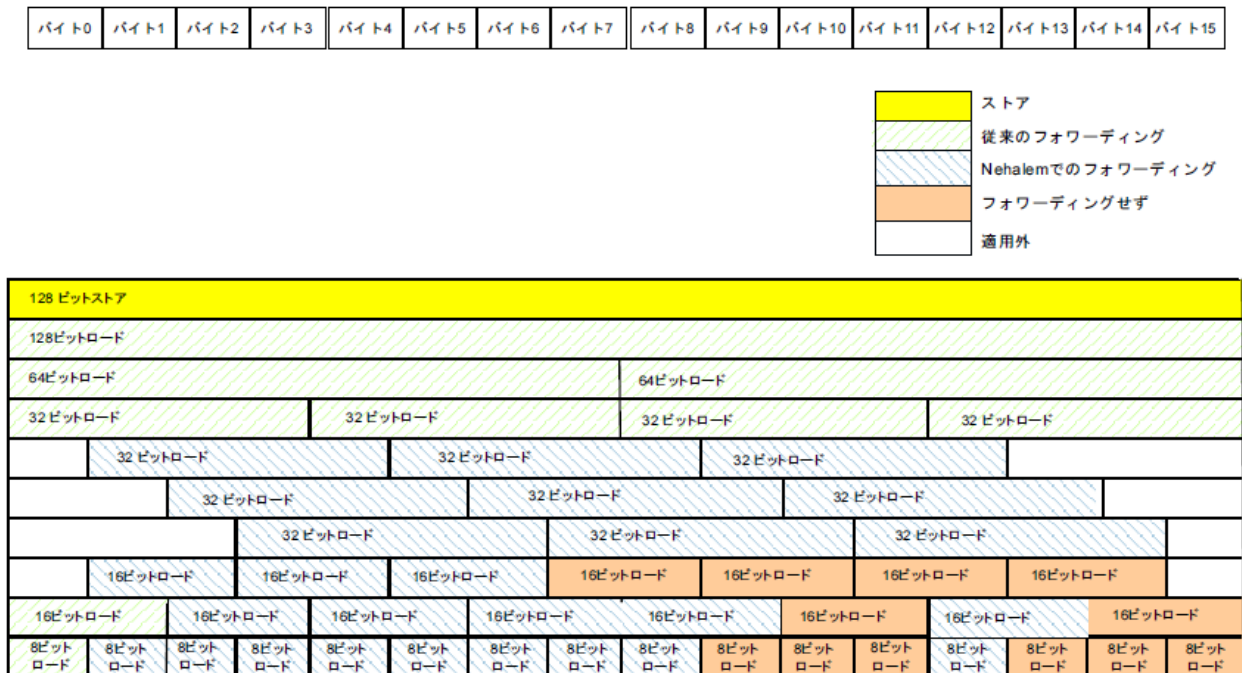 バイト0 バイト1 バイト2 バイト3 バイト4 バイト5 バイト6 バイト7 バイト8 バイト9 バイト10 バイト11 バイト12 バイト13 バイト14 バイト15
ストア
従来のフォワーディング
Nehalemでのフォワーディング
フォワーディングせず
適用外
128 ビットストア
128ビットロード
64ビットロード 64ビットロード
32 ビットロード 32 ビットロード 32 ビットロード 32 ビットロード
32 ビットロード 32 ビットロード 32 ビットロード
32 ビットロード 32 ビットロード 32 ビットロード
32 ビットロード 32 ビットロード 32 ビットロード
16ビットロード 16ビットロード 16ビットロード 16ビットロード 16ビットロード 16ビットロード 16ビットロード
16ビットロード 16ビットロード 16ビットロード 16ビットロード 16ビットロード 16ビットロード 16ビットロード 16ビットロード
8ビット 8ビット 8ビット 8ビット 8ビット 8ビット 8ビット 8ビット 8ビット 8ビット 8ビット 8ビット 8ビット 8ビット 8ビット 8ビット
ロード ロード ロード ロード ロード ロード ロード ロード ロード ロード ロード ロード ロード ロード ロード ロード